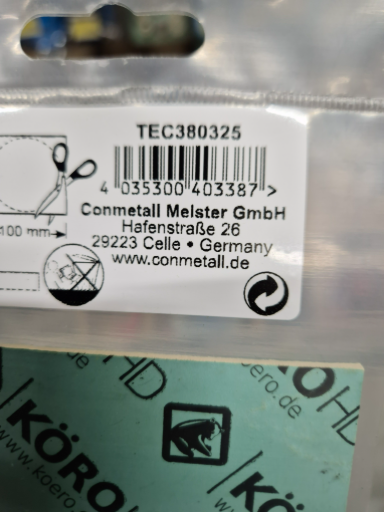 TEC380325
4 035300 403387 >
Conmetall Meister GmbH
Hafenstraße 26
29223 Celle • Germany
www.conmetall.de
100 mm
HD
KÖRO HD
koero.de
KÖRO
www.koero.de
www.